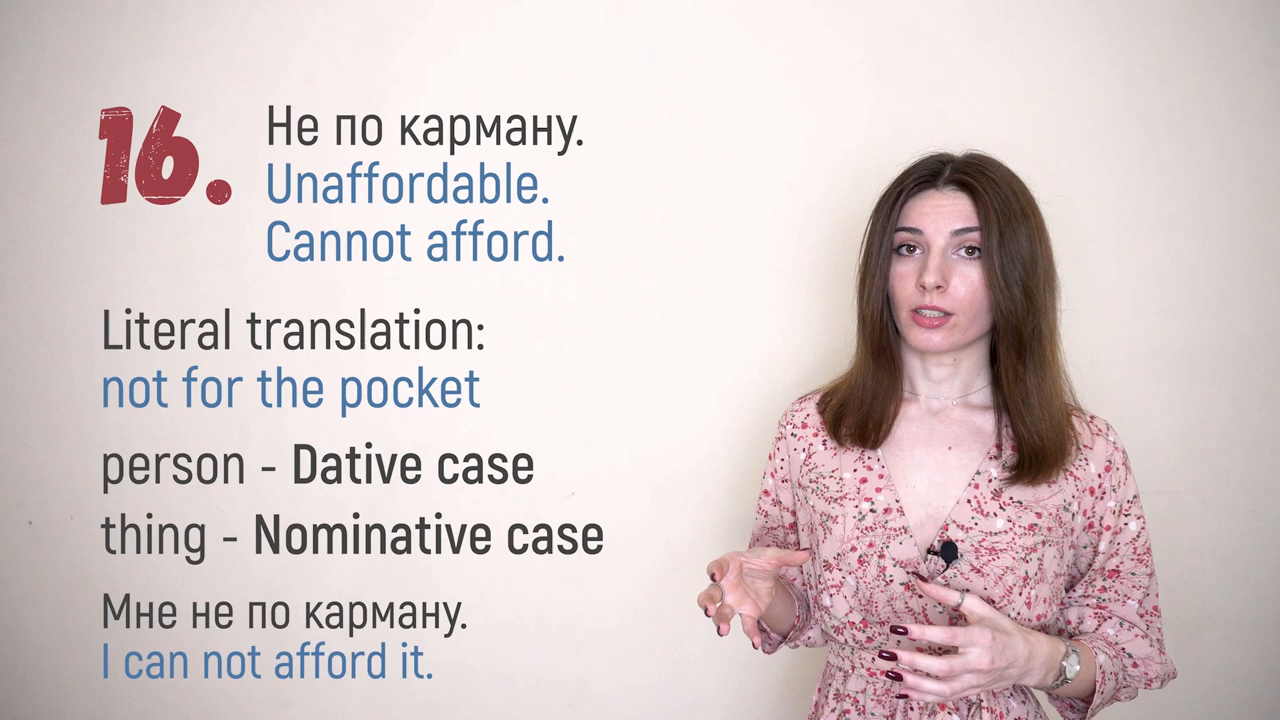 16. Не по карману.
Unaffordable.
Cannot afford.
Literal translation:
not for the pocket
person - Dative case
thing - Nominative case
Мне не по карману.
I can not afford it.